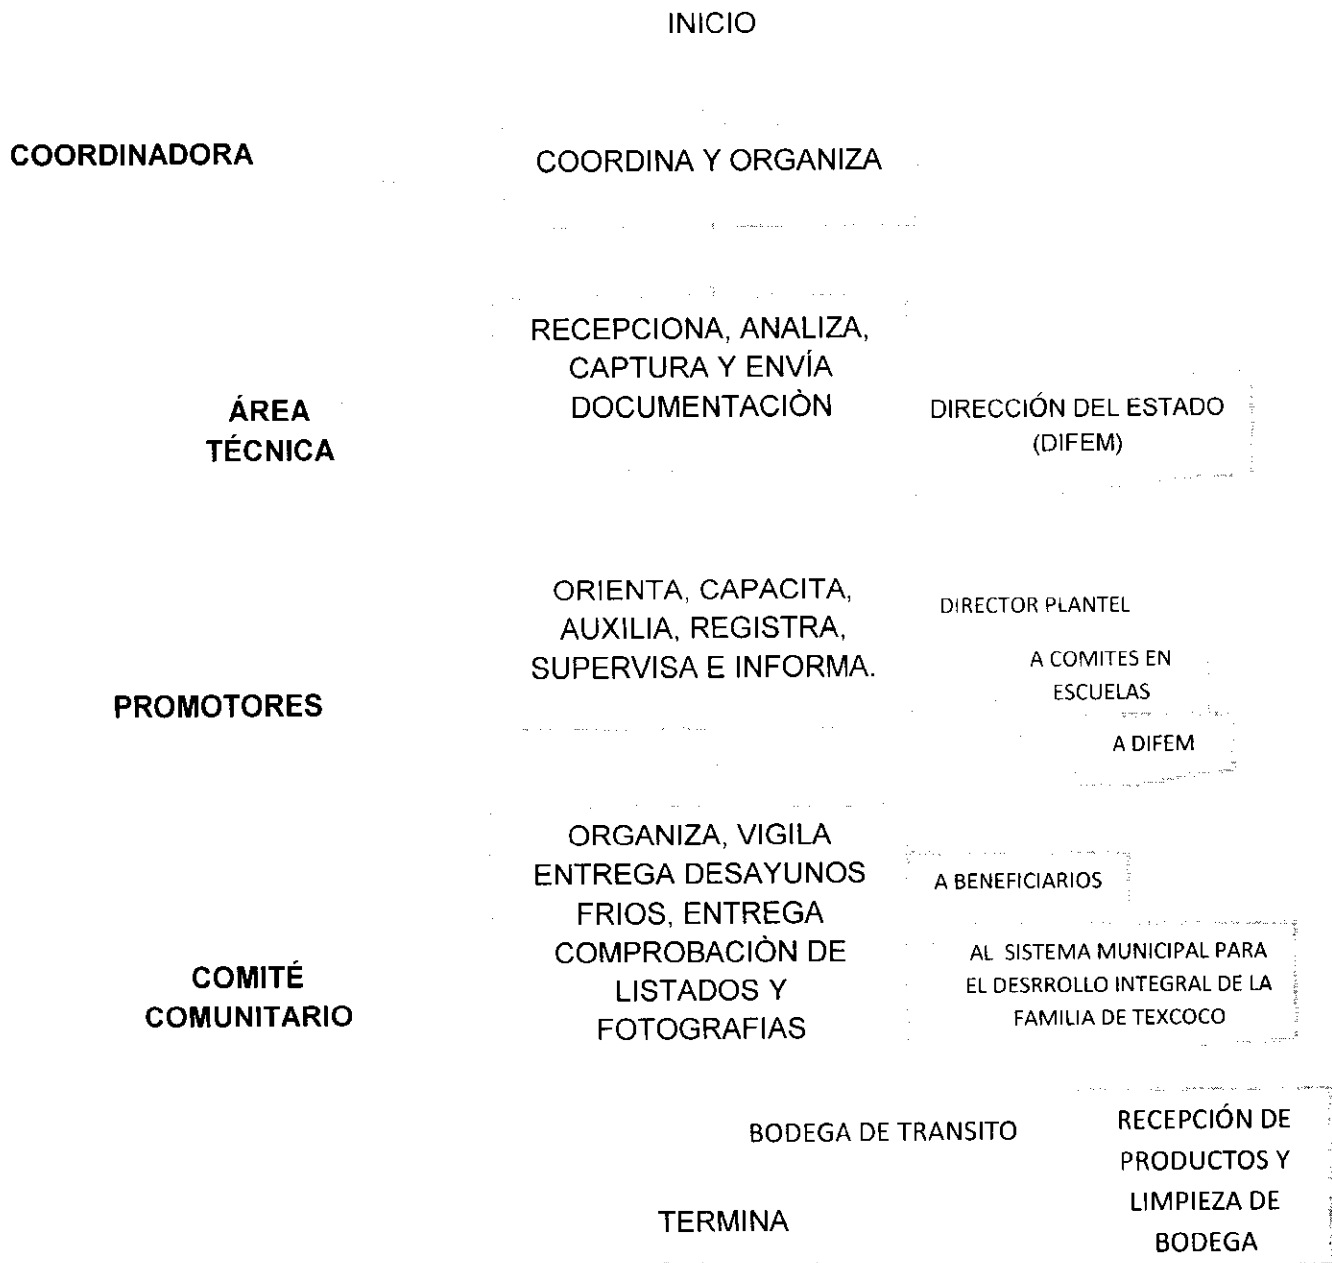 INICIO
COORDINADORA
COORDINA Y ORGANIZA
RECEPCIONA, ANALIZA,
CAPTURA Y ENVÍA
DOCUMENTACIÒN
ÁREA
TÉCNICA
DIRECCIÓN DEL ESTADO
(DIFEM)
ORIENTA, CAPACITA,
AUXILIA, REGISTRA,
SUPERVISA E INFORMA.
DIRECTOR PLANTEL
A COMITES EN
ESCUELAS
A DIFEM
PROMOTORES
ORGANIZA, VIGILA
ENTREGA DESAYUNOS
FRIOS, ENTREGA
COMPROBACIÒN DE
LISTADOS Y
FOTOGRAFIAS
A BENEFICIARIOS
AL SISTEMA MUNICIPAL PARA
EL DESRROLLO INTEGRAL DE LA
FAMILIA DE TEXCOCO
COMITÉ
COMUNITARIO
BODEGA DE TRANSITO
RECEPCIÓN DE
PRODUCTOS Y
LIMPIEZA DE
BODEGA
TERMINA